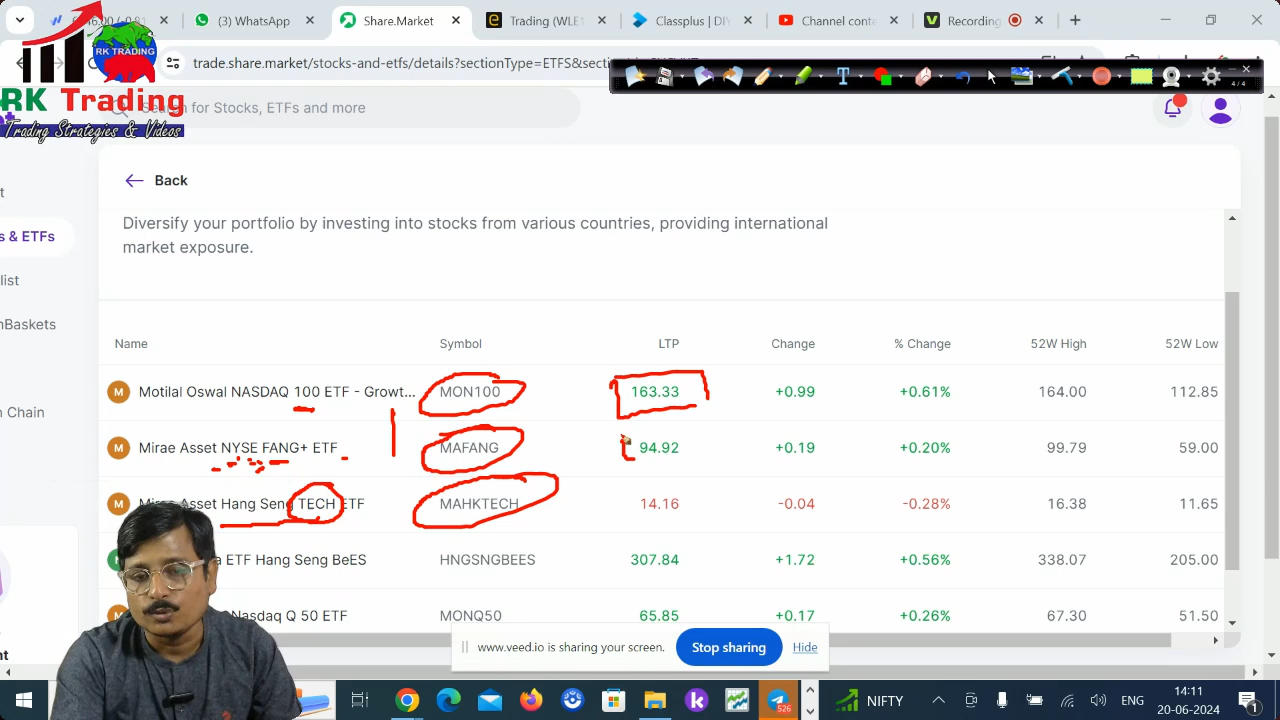 (3) WhatsApp
Share.Market
Trading (WLE
Classplus | DIY
Channel conte
Recording
RK TRADING
RK Trading
Trading Strategies & Videos
trade.share.market/stocks-and-etfs/details?sectionType=ETFS&sec
4 / 4
for Stocks, ETFs and more
Back
s & ETFs
list
nBaskets
n Chain
Diversify your portfolio by investing into stocks from various countries, providing international
market exposure.
Name Symbol LTP Change % Change 52W High 52W Low
M Motilal Oswal NASDAQ 100 ETF - Growt... MON100 163.33 +0.99 +0.61% 164.00 112.85
M Mirae Asset NYSE FANG+ ETF MAFANG 94.92 +0.19 +0.20% 99.79 59.00
M Mirae Asset Hang Seng TECH ETF MAHKTECH 14.16 -0.04 -0.28% 16.38 11.65
a ETF Hang Seng BeES HNGSNGBEES 307.84 +1.72 +0.56% 338.07 205.00
Nasdaq Q 50 ETF MONQ50 65.85 +0.17 +0.26% 67.30 51.50
www.veed.io is sharing your screen. Stop sharing Hide
526
NIFTY
ENG
14:11
20-06-2024